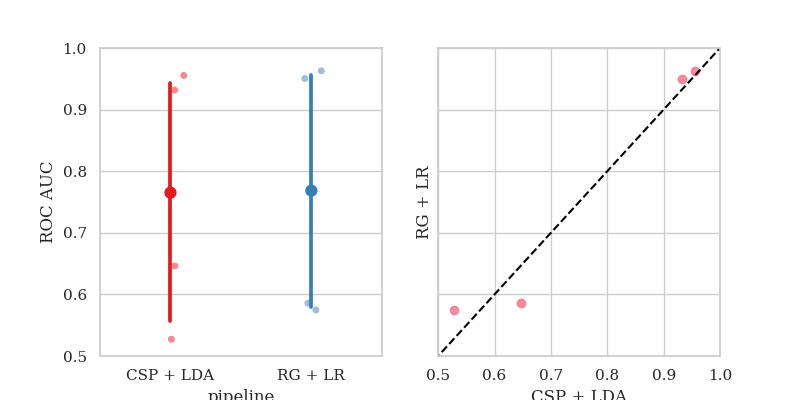 ROC AUC
1.0
0.9
0.8
0.7
0.6
0.5
CSP + LDA RG + LR
pipeline
RG + LR
0.5 0.6 0.7 0.8 0.9 1.0
CSP + LDA